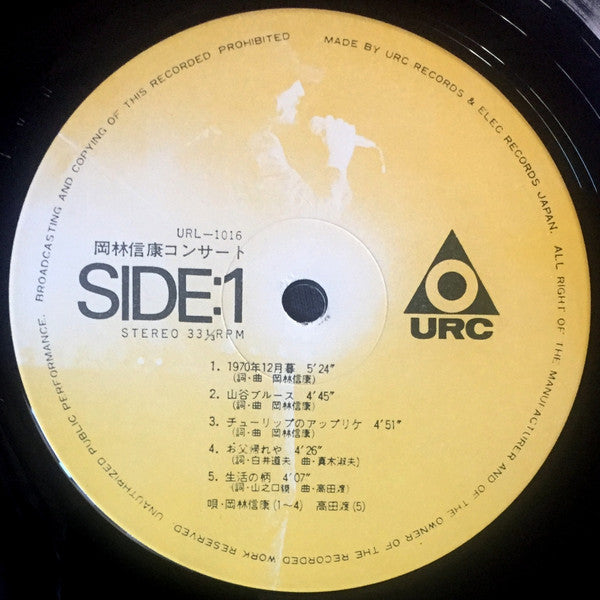 UNAUTHORIZED PUBLIC PERFORMANCE. BROADCASTING AND COPYING OF THIS RECORDED PROHIBITED
MADE BY URC RECORDS & ELEC RECORDS JAPAN. ALL RIGHT OF THE MANUFACTURER AND OF THE OWNER OF THE RECORDED WORK RESERVED
URL-1016
岡林信康コンサート
SIDE:1
STEREO 33⅓RPM
URC
1. 1970年12月暮 5'24"
(詞・曲 岡林信康)
2. 山谷ブルース 4'45"
(詞・曲 岡林信康)
3. チューリップのアップリケ 4'51"
(詞・曲 岡林信康)
4. お父帰れや 4'26"
(詞・白井道夫 曲・真木淑夫)
5. 生活の柄 4'07"
(詞・山之口貘 曲・高田渡)
唄・岡林信康(1~4) 高田渡(5)